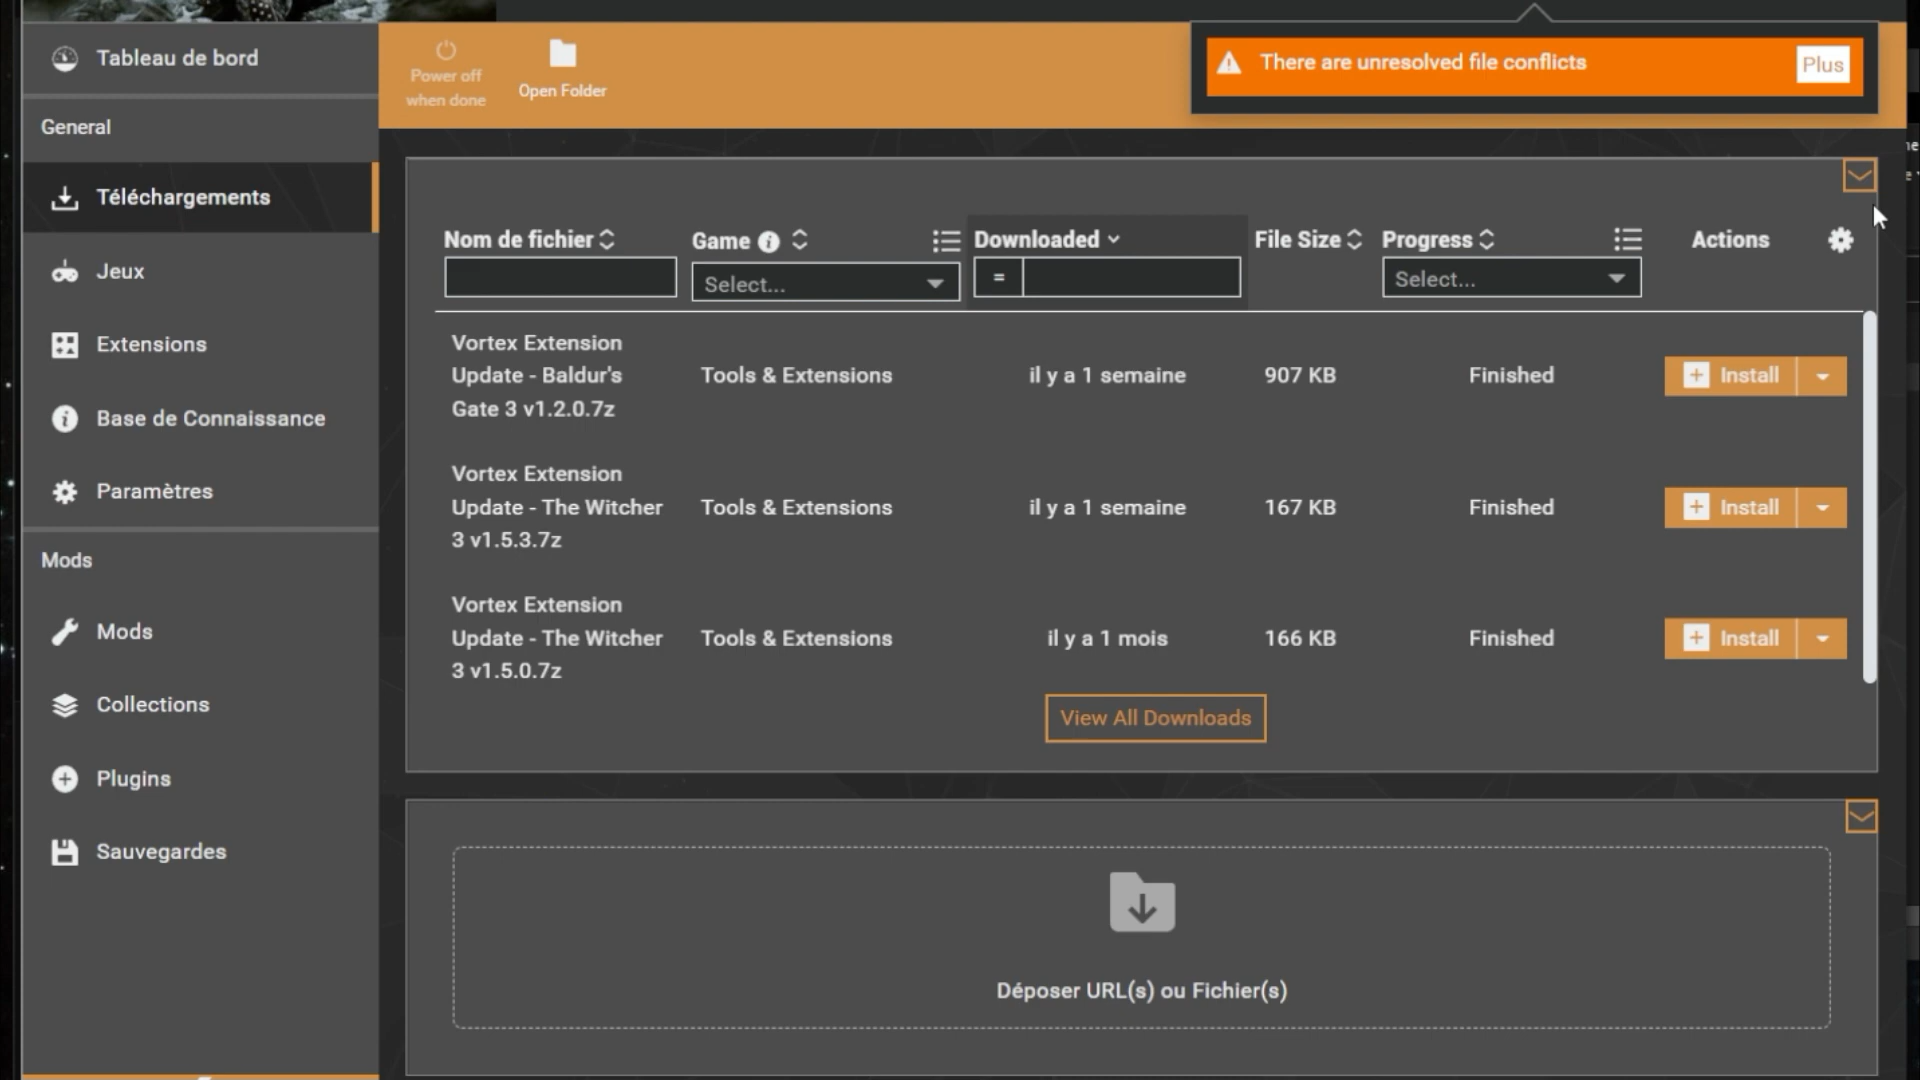 Tableau de bord
General
Téléchargements
Jeux
Extensions
Base de Connaissance
Paramètres
Mods
Mods
Collections
Plugins
Sauvegardes
Power off
when done
Open Folder
There are unresolved file conflicts
Plus
Nom de fichier
Game
Downloaded
File Size
Progress
Actions
Select...
=
Select...
Vortex Extension
Update - Baldur's
Gate 3 v1.2.0.7z
Tools & Extensions
il y a 1 semaine
907 KB
Finished
Install
Vortex Extension
Update - The Witcher
3 v1.5.3.7z
Tools & Extensions
il y a 1 semaine
167 KB
Finished
Install
Vortex Extension
Update - The Witcher
3 v1.5.0.7z
Tools & Extensions
il y a 1 mois
166 KB
Finished
Install
View All Downloads
Déposer URL(s) ou Fichier(s)